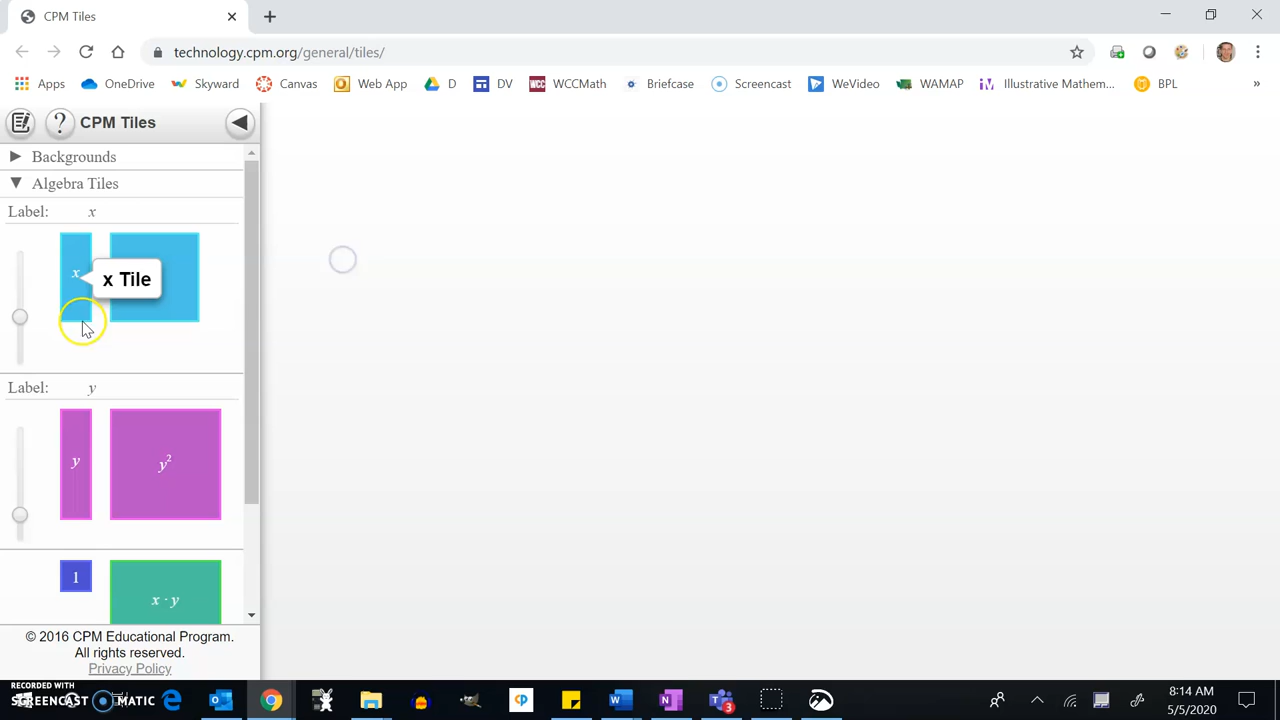 CPM Tiles
technology.cpm.org/general/tiles/
Apps OneDrive Skyward Canvas Web App D DV WCCMath Briefcase Screencast WeVideo WAMAP Illustrative Mathem... BPL »
CPM Tiles
Backgrounds
Algebra Tiles
Label: x
x
x Tile
Label: y
y y²
1 x · y
© 2016 CPM Educational Program.
All rights reserved.
Privacy Policy
RECORDED WITH
SCREENCAST MATIC
3
8:14 AM
5/5/2020